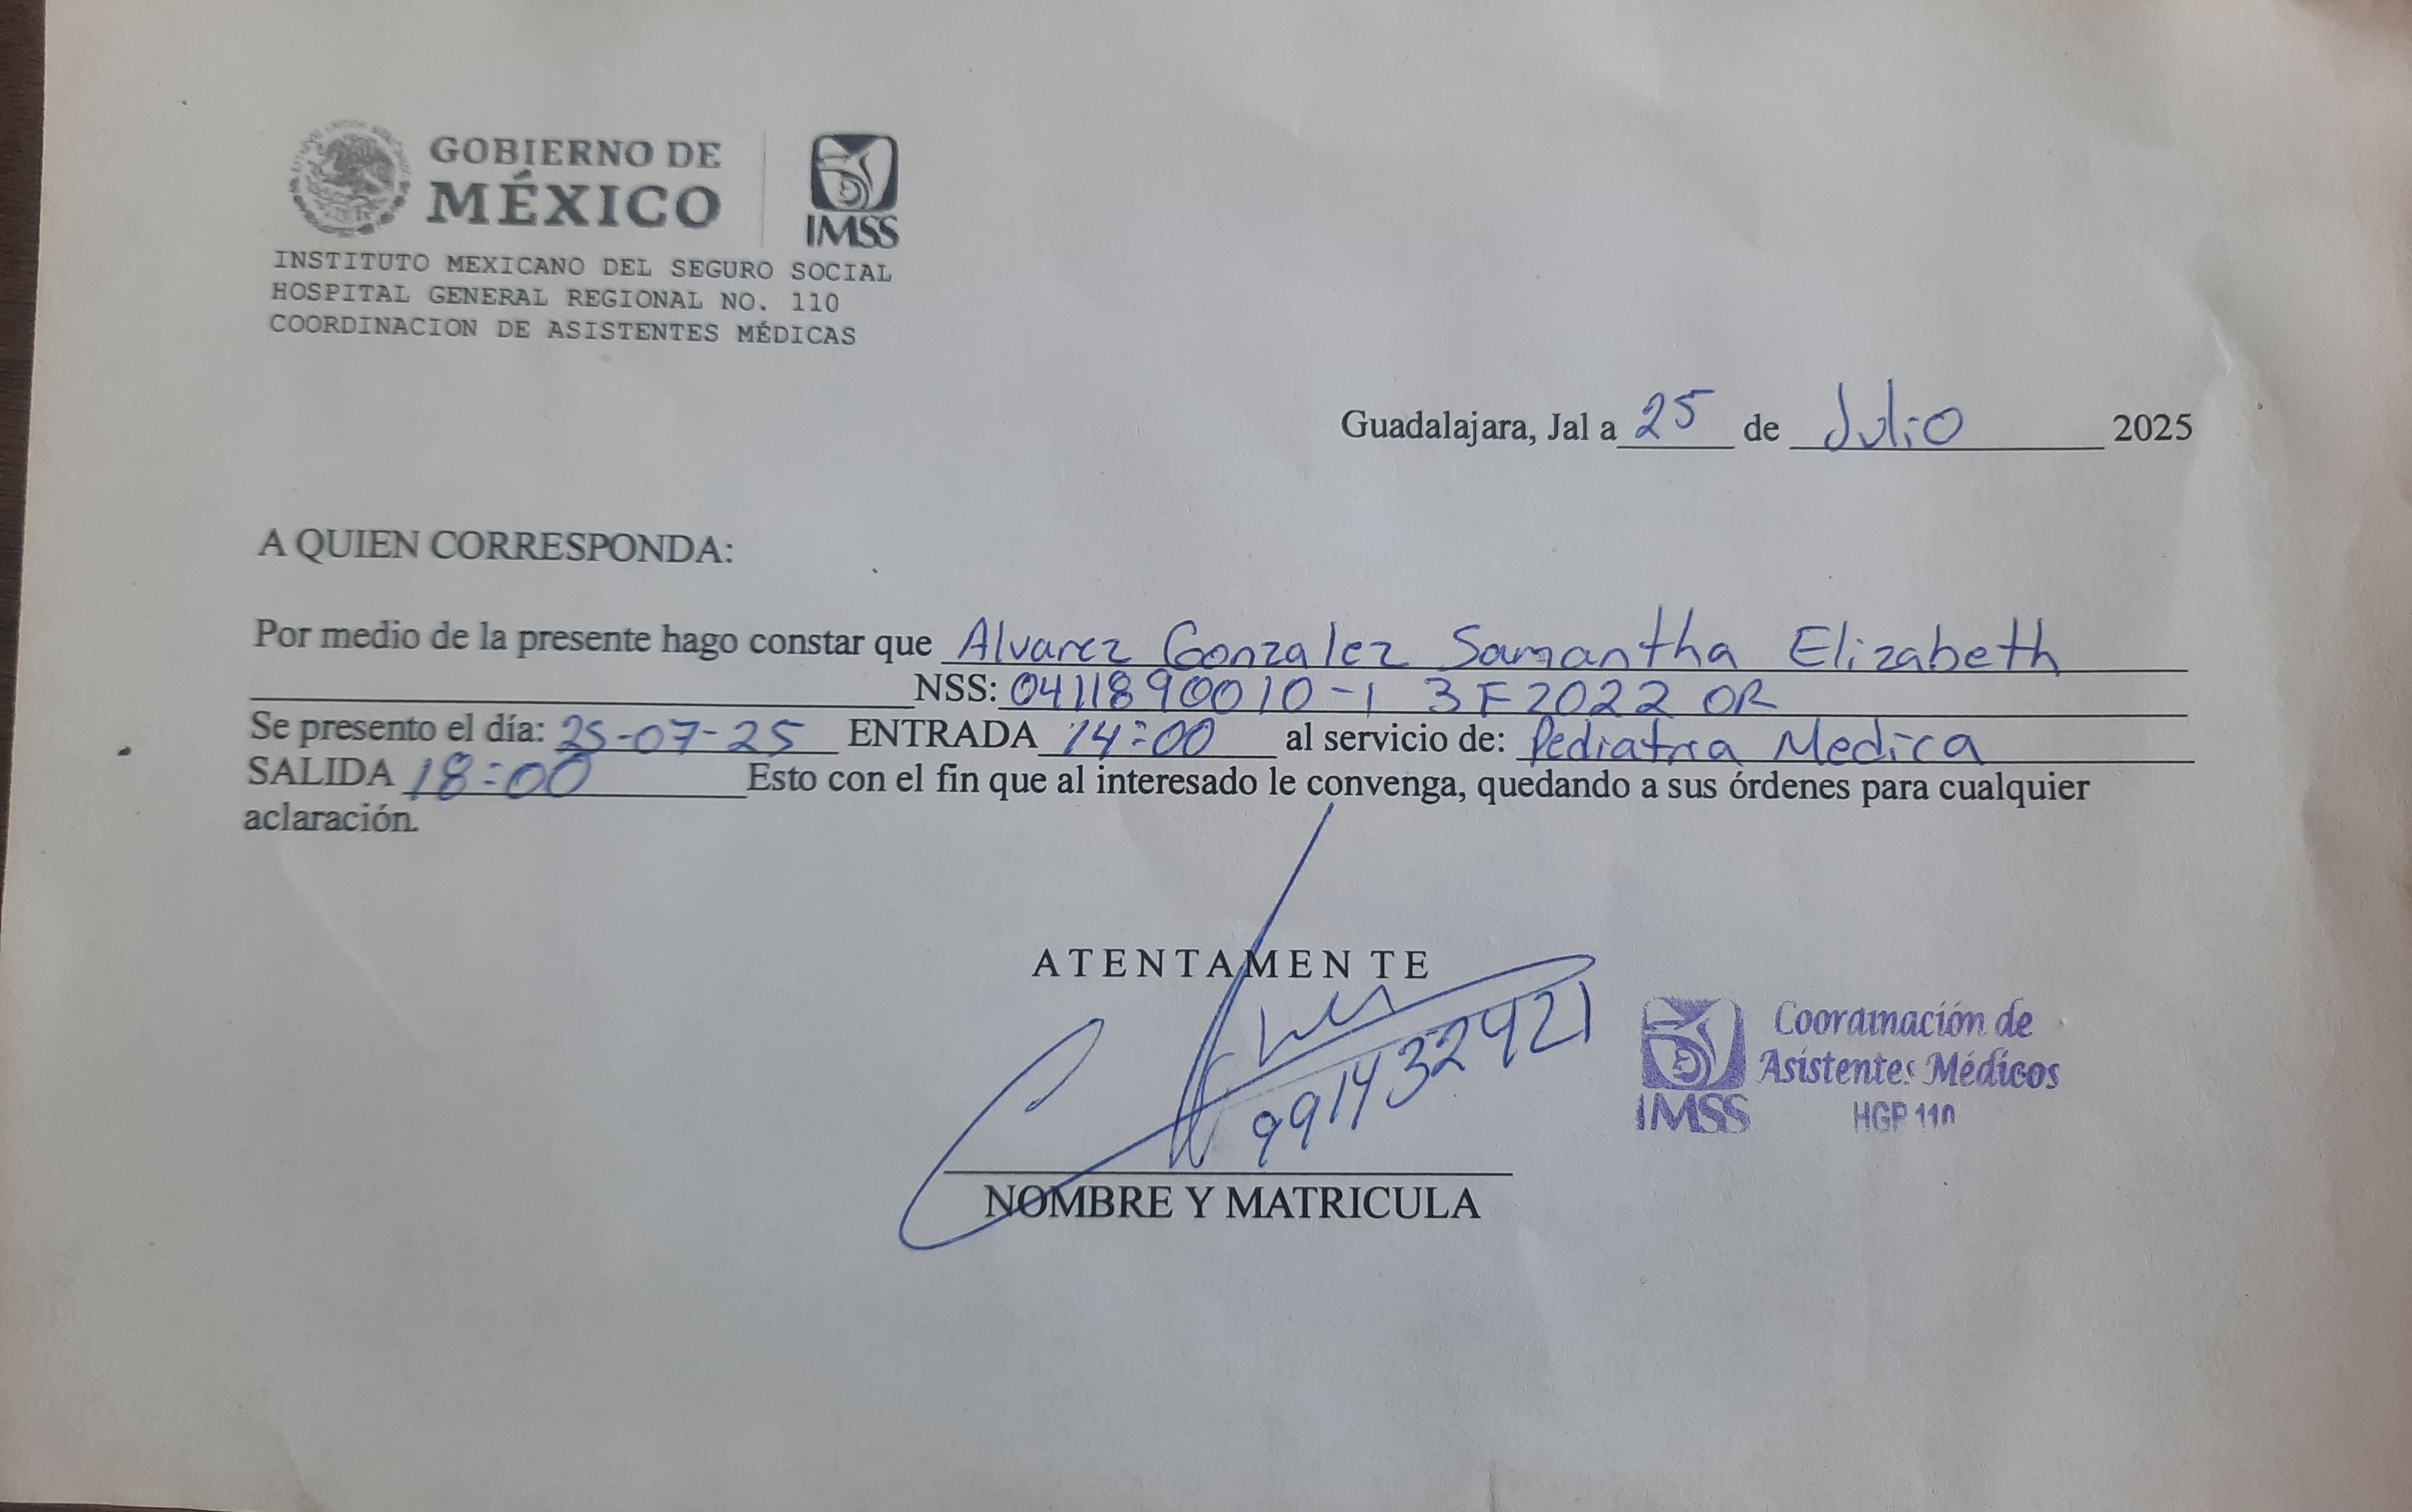 GOBIERNO DE
MÉXICO
IMSS
INSTITUTO MEXICANO DEL SEGURO SOCIAL
HOSPITAL GENERAL REGIONAL NO. 110
COORDINACION DE ASISTENTES MÉDICAS
Guadalajara, Jal a 25 de Julio 2025
A QUIEN CORRESPONDA:
Por medio de la presente hago constar que Alvarez Gonzalez Samantha Elizabeth
NSS: 0411890010-1 3F2022 OR
Se presento el día: 25-07-25 ENTRADA 14:00 al servicio de: Pediatria Medica
SALIDA 18:00 Esto con el fin que al interesado le convenga, quedando a sus órdenes para cualquier
aclaración.
ATENTAMENTE
991432421
NOMBRE Y MATRICULA
Coordinación de
Asistentes Médicos
IMSS
HGR 110